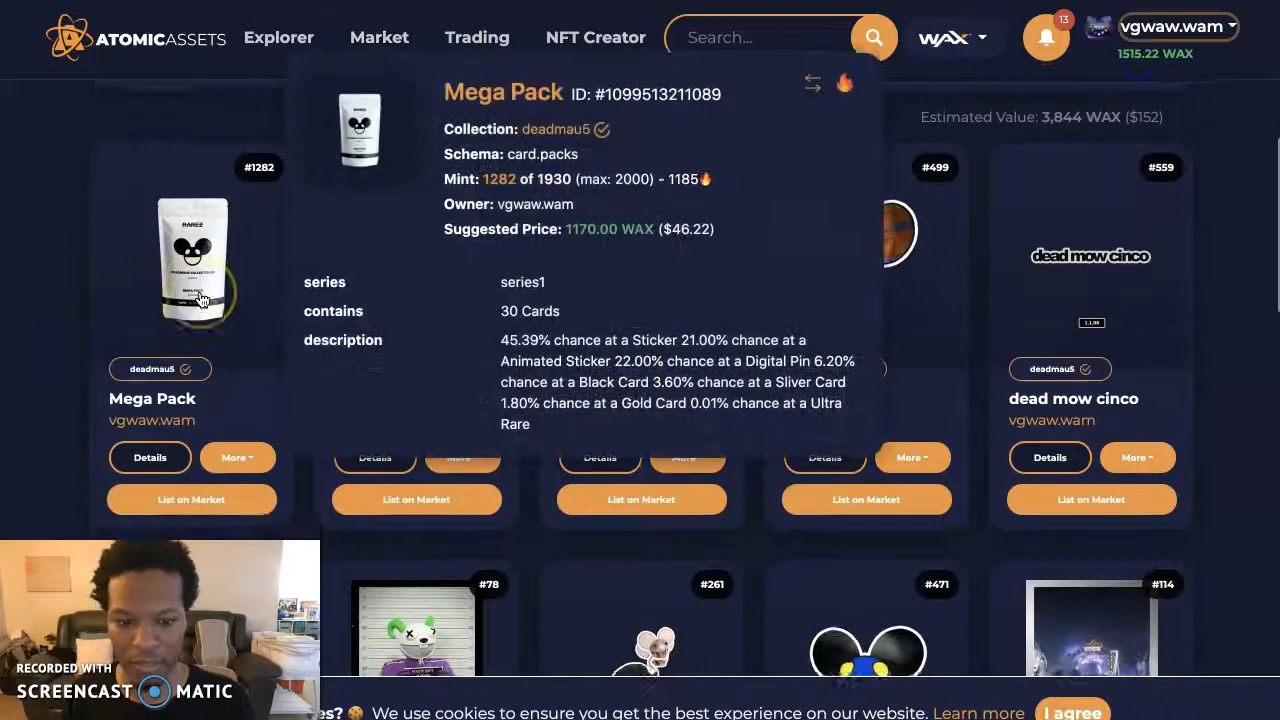 ATOMICASSETS Explorer Market Trading NFT Creator Search... WAX 13 vgwaw.wam
1515.22 WAX
Mega Pack ID: #1099513211089
Collection: deadmau5
Schema: card.packs
Mint: 1282 of 1930 (max: 2000) - 1185🔥
Owner: vgwaw.wam
Suggested Price: 1170.00 WAX ($46.22)
series series1
contains 30 Cards
description 45.39% chance at a Sticker 21.00% chance at a
Animated Sticker 22.00% chance at a Digital Pin 6.20%
chance at a Black Card 3.60% chance at a Sliver Card
1.80% chance at a Gold Card 0.01% chance at a Ultra
Rare
Estimated Value: 3,844 WAX ($152)
#1282 #499 #559
RAREZ
dead mow cinco
deadmau5 deadmau5
Mega Pack dead mow cinco
vgwaw.wam vgwaw.wam
Details More Details More Details More Details More Details More
List on Market List on Market List on Market List on Market List on Market
#78 #261 #471 #114
RECORDED WITH
SCREENCAST MATIC
es? 🍪 We use cookies to ensure you get the best experience on our website. Learn more I agree